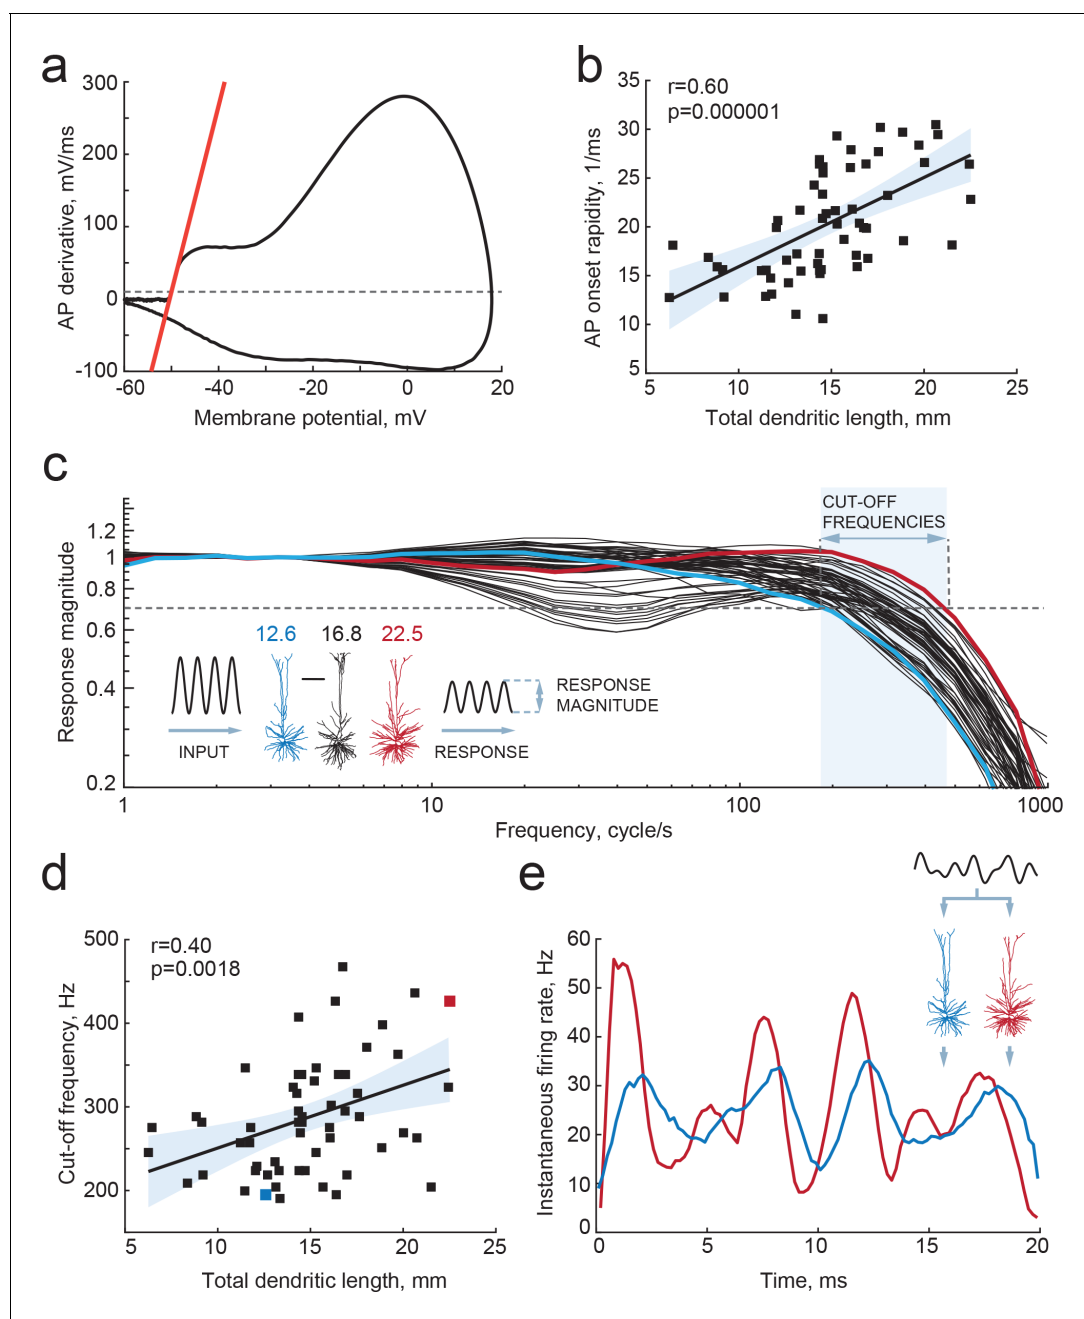 a
300
200
100
0
-100
AP derivative, mV/ms
-60
-40
-20
0
20
Membrane potential, mV
b
r=0.60
p=0.000001
35
30
25
20
15
10
5
AP onset rapidity, 1/ms
5
10
15
20
25
Total dendritic length, mm
c
CUT-OFF
FREQUENCIES
1.2
1
0.8
0.6
0.4
0.2
Response magnitude
12.6
16.8
22.5
INPUT
RESPONSE
RESPONSE
MAGNITUDE
1
10
100
1000
Frequency, cycle/s
d
r=0.40
p=0.0018
500
400
300
200
Cut-off frequency, Hz
5
10
15
20
25
Total dendritic length, mm
e
60
50
40
30
20
10
0
Instantaneous firing rate, Hz
0
5
10
15
20
Time, ms